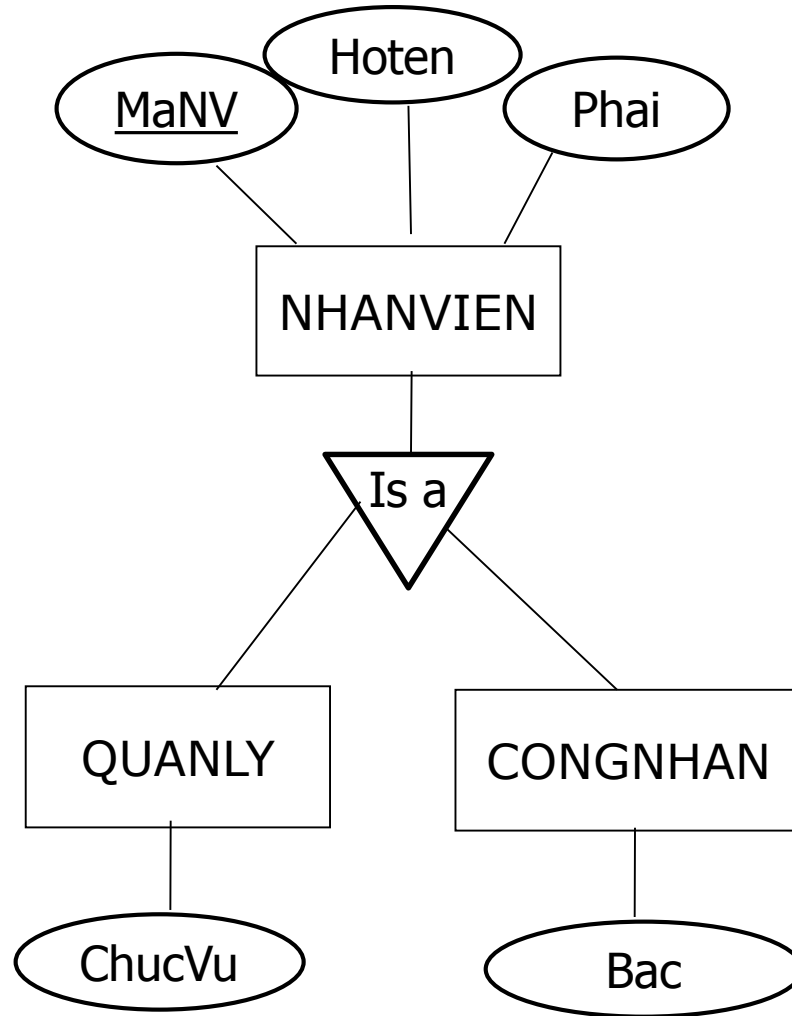 Hoten
MaNV
Phai
NHANVIEN
Is a
QUANLY
CONGNHAN
ChucVu
Bac